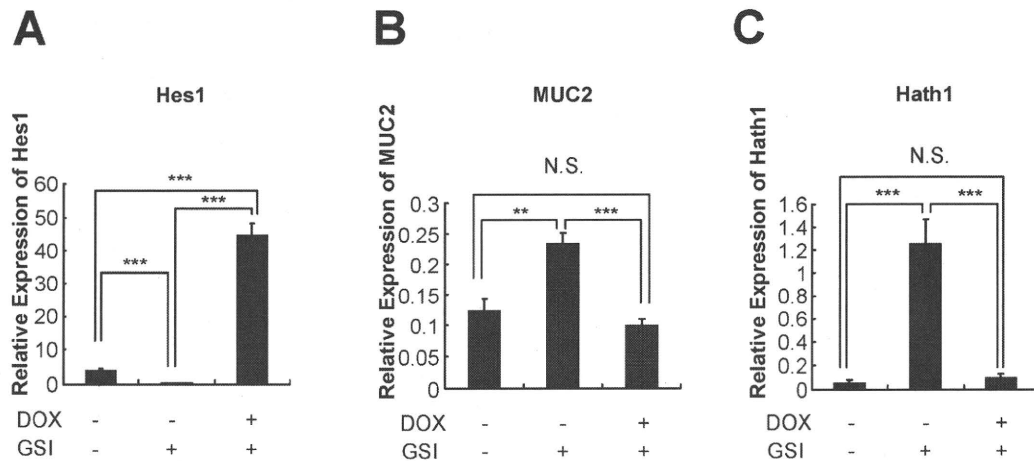 A
Hes1
Relative Expression of Hes1
60
50
40
30
20
10
0
***
***
***
DOX - - +
GSI - + +
B
MUC2
Relative Expression of MUC2
0.3
0.25
0.2
0.15
0.1
0.05
0
N.S.
**
***
- - +
- + +
C
Hath1
Relative Expression of Hath1
1.6
1.4
1.2
1
0.8
0.6
0.4
0.2
0
N.S.
***
***
DOX - - +
GSI - + +